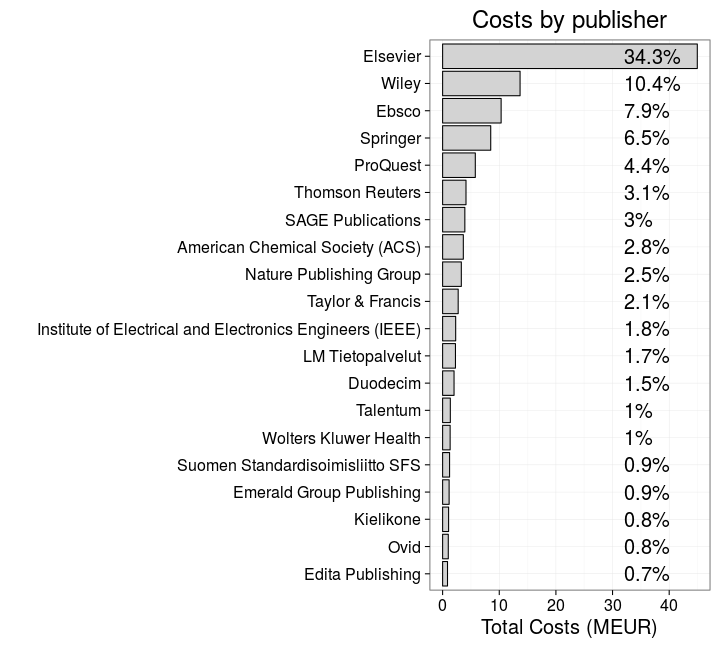 Costs by publisher
Elsevier 34.3%
Wiley 10.4%
Ebsco 7.9%
Springer 6.5%
ProQuest 4.4%
Thomson Reuters 3.1%
SAGE Publications 3%
American Chemical Society (ACS) 2.8%
Nature Publishing Group 2.5%
Taylor & Francis 2.1%
Institute of Electrical and Electronics Engineers (IEEE) 1.8%
LM Tietopalvelut 1.7%
Duodecim 1.5%
Talentum 1%
Wolters Kluwer Health 1%
Suomen Standardisoimisliitto SFS 0.9%
Emerald Group Publishing 0.9%
Kielikone 0.8%
Ovid 0.8%
Edita Publishing 0.7%
0 10 20 30 40
Total Costs (MEUR)